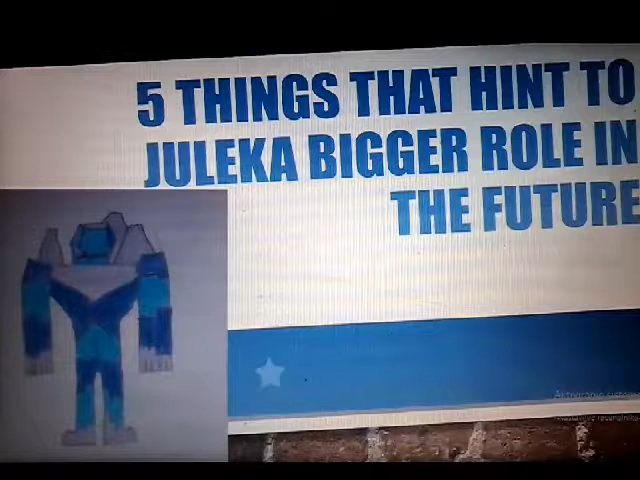 5 THINGS THAT HINT TO
JULEKA BIGGER ROLE IN
THE FUTURE